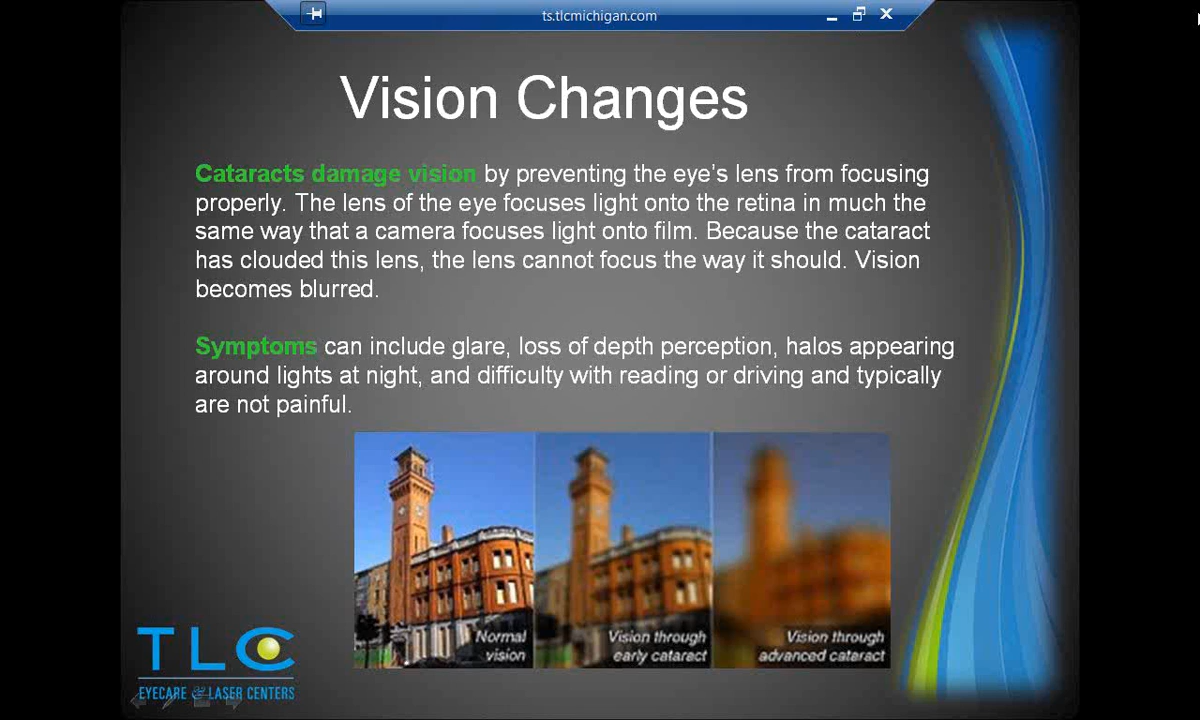 ts.tlcmichigan.com
Vision Changes
Cataracts damage vision by preventing the eye's lens from focusing
properly. The lens of the eye focuses light onto the retina in much the
same way that a camera focuses light onto film. Because the cataract
has clouded this lens, the lens cannot focus the way it should. Vision
becomes blurred.
Symptoms can include glare, loss of depth perception, halos appearing
around lights at night, and difficulty with reading or driving and typically
are not painful.
Normal
vision
Vision through
early cataract
Vision through
advanced cataract
TLC
EYECARE & LASER CENTERS